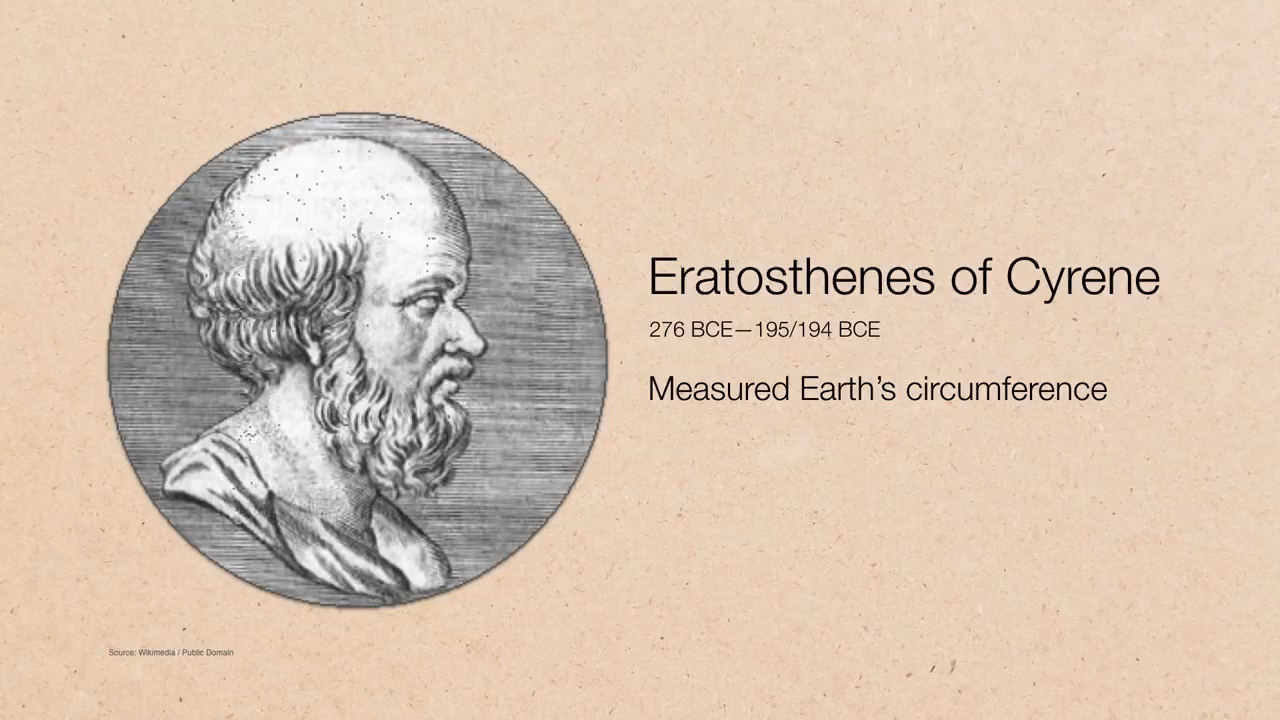 Eratosthenes of Cyrene
276 BCE—195/194 BCE
Measured Earth’s circumference
Source: Wikimedia / Public Domain